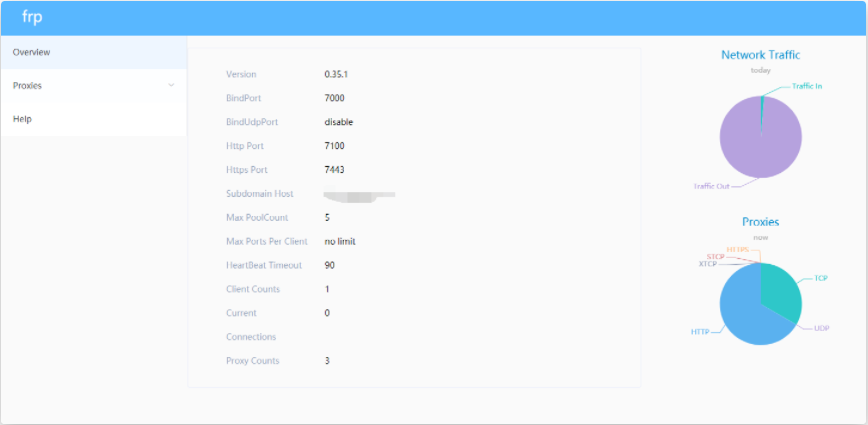 frp
Overview
Proxies
Help
Version 0.35.1
BindPort 7000
BindUdpPort disable
Http Port 7100
Https Port 7443
Subdomain Host
Max PoolCount 5
Max Ports Per Client no limit
HeartBeat Timeout 90
Client Counts 1
Current 0
Connections
Proxy Counts 3
Network Traffic
today
Traffic In
Traffic Out
Proxies
now
HTTPS
STCP
XTCP
TCP
HTTP
UDP